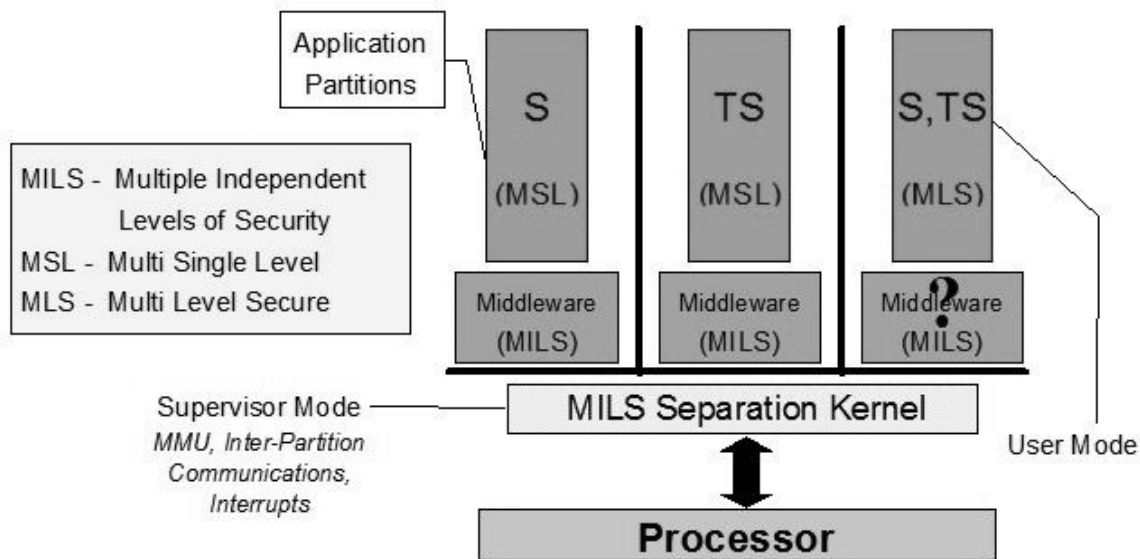 Application
Partitions
S
(MSL)
TS
(MSL)
S,TS
(MLS)
MILS - Multiple Independent
Levels of Security
MSL - Multi Single Level
MLS - Multi Level Secure
Middleware
(MILS)
Middleware
(MILS)
Middleware
(MILS)
?
Supervisor Mode
MMU, Inter-Partition
Communications,
Interrupts
MILS Separation Kernel
User Mode
Processor